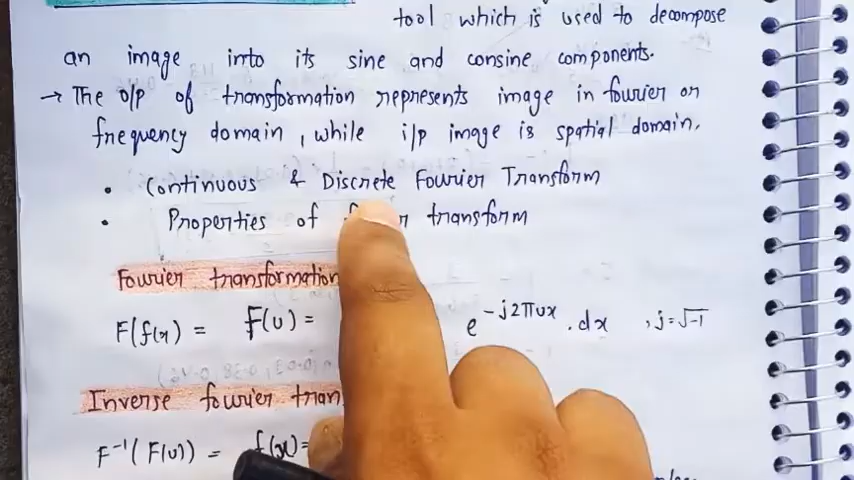 tool which is used to decompose
an image into its sine and consine components.
→ The o/p of transformation represents image in fourier or
frequency domain, while i/p image is spatial domain.
• Continuous & Discrete Fourier Transform
• Properties of transform
Fourier transformation
F(f(x) = F(u) = e^{-j2πux} . dx , j = √-1
Inverse fourier
F^{-1}(F(u)) = f(x) =